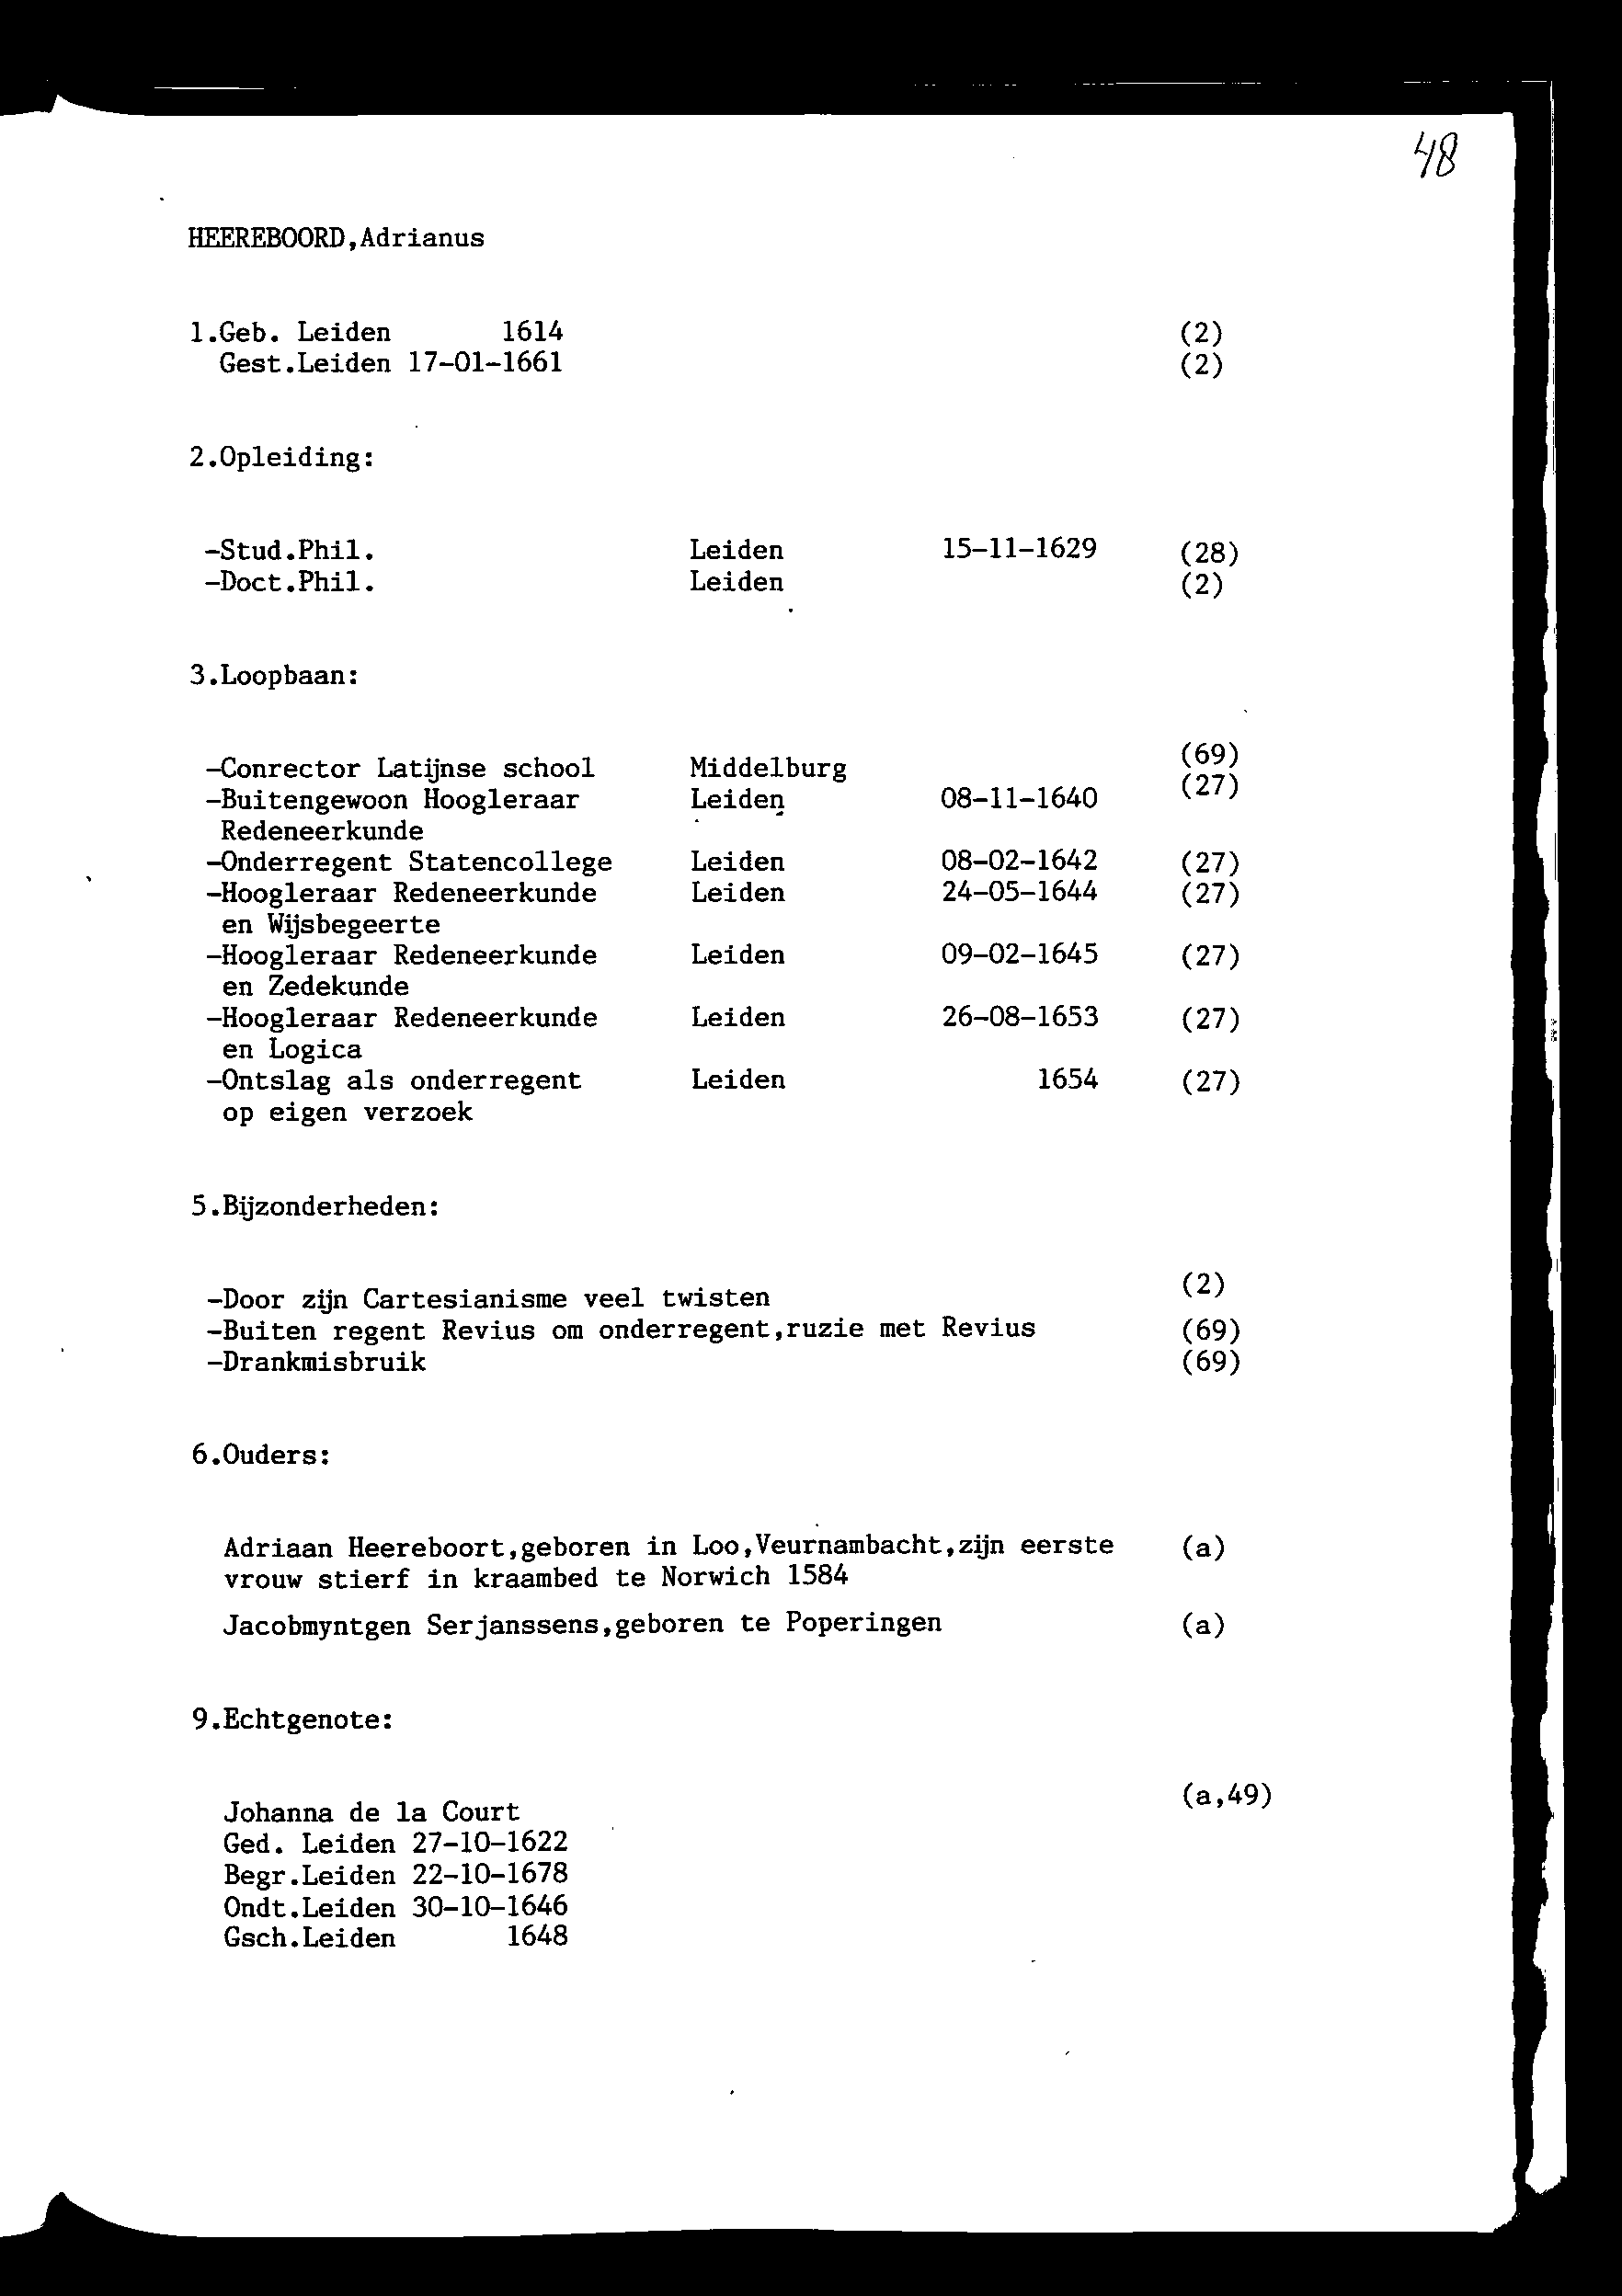 48
HEEREBOORD,Adrianus
1.Geb. Leiden 1614 (2)
Gest.Leiden 17-01-1661 (2)
2.Opleiding:
-Stud.Phil. Leiden 15-11-1629 (28)
-Doct.Phil. Leiden (2)
3.Loopbaan:
-Conrector Latijnse school Middelburg (69)
-Buitengewoon Hoogleraar Leiden 08-11-1640 (27)
Redeneerkunde
-Onderregent Statencollege Leiden 08-02-1642 (27)
-Hoogleraar Redeneerkunde Leiden 24-05-1644 (27)
en Wijsbegeerte
-Hoogleraar Redeneerkunde Leiden 09-02-1645 (27)
en Zedekunde
-Hoogleraar Redeneerkunde Leiden 26-08-1653 (27)
en Logica
-Ontslag als onderregent Leiden 1654 (27)
op eigen verzoek
5.Bijzonderheden:
-Door zijn Cartesianisme veel twisten (2)
-Buiten regent Revius om onderregent,ruzie met Revius (69)
-Drankmisbruik (69)
6.Ouders:
Adriaan Heereboort,geboren in Loo,Veurnambacht,zijn eerste (a)
vrouw stierf in kraambed te Norwich 1584
Jacobmyntgen Serjanssens,geboren te Poperingen (a)
9.Echtgenote:
Johanna de la Court (a,49)
Ged. Leiden 27-10-1622
Begr.Leiden 22-10-1678
Ondt.Leiden 30-10-1646
Gsch.Leiden 1648